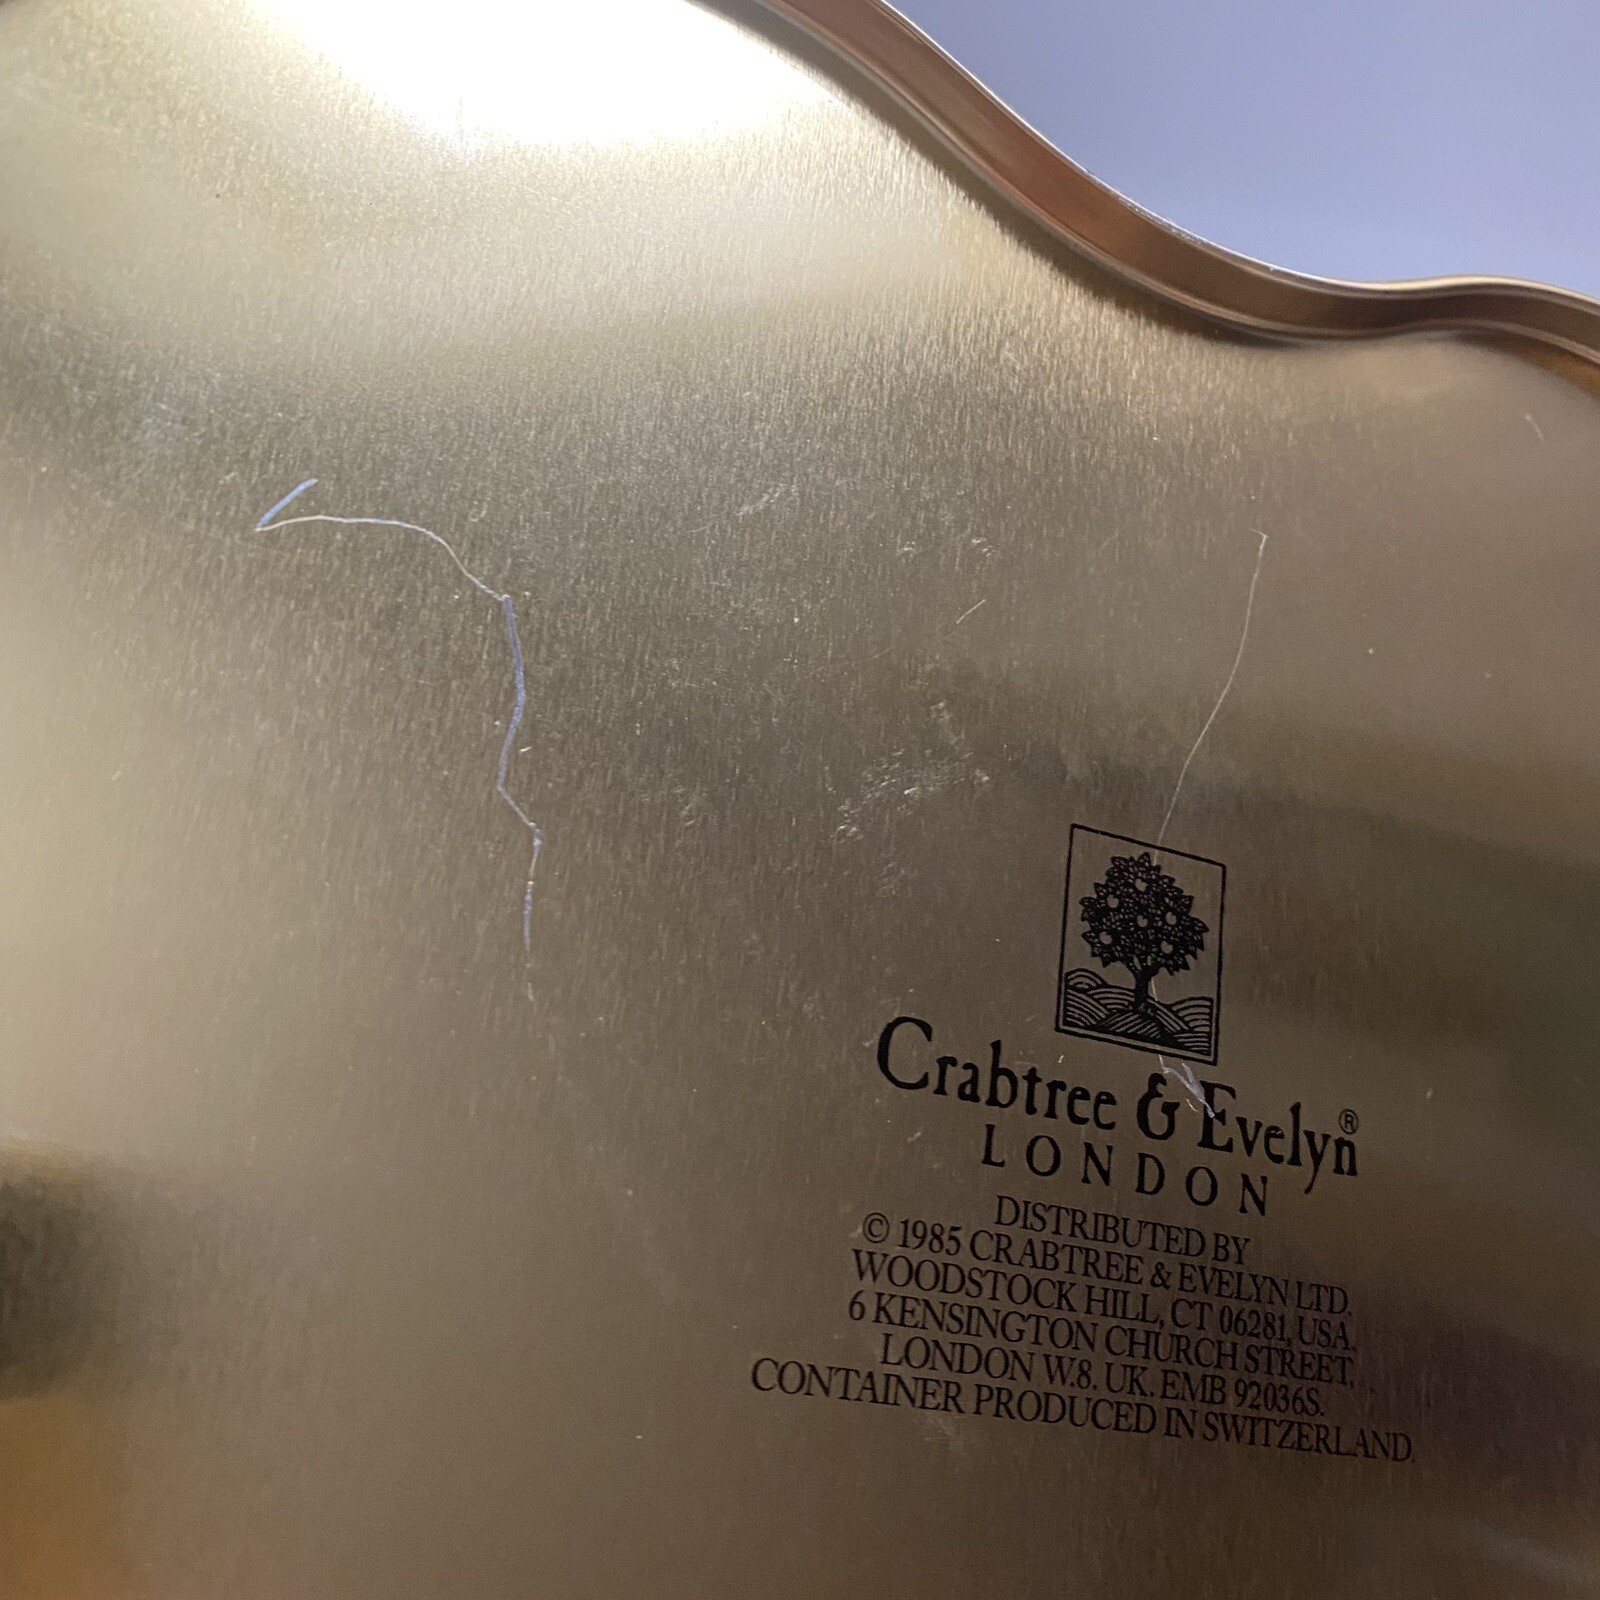 Crabtree & Evelyn®
LONDON
DISTRIBUTED BY
© 1985 CRABTREE & EVELYN LTD.
WOODSTOCK HILL, CT 06281, USA.
6 KENSINGTON CHURCH STREET,
LONDON W.8. UK. EMB 92036S.
CONTAINER PRODUCED IN SWITZERLAND.